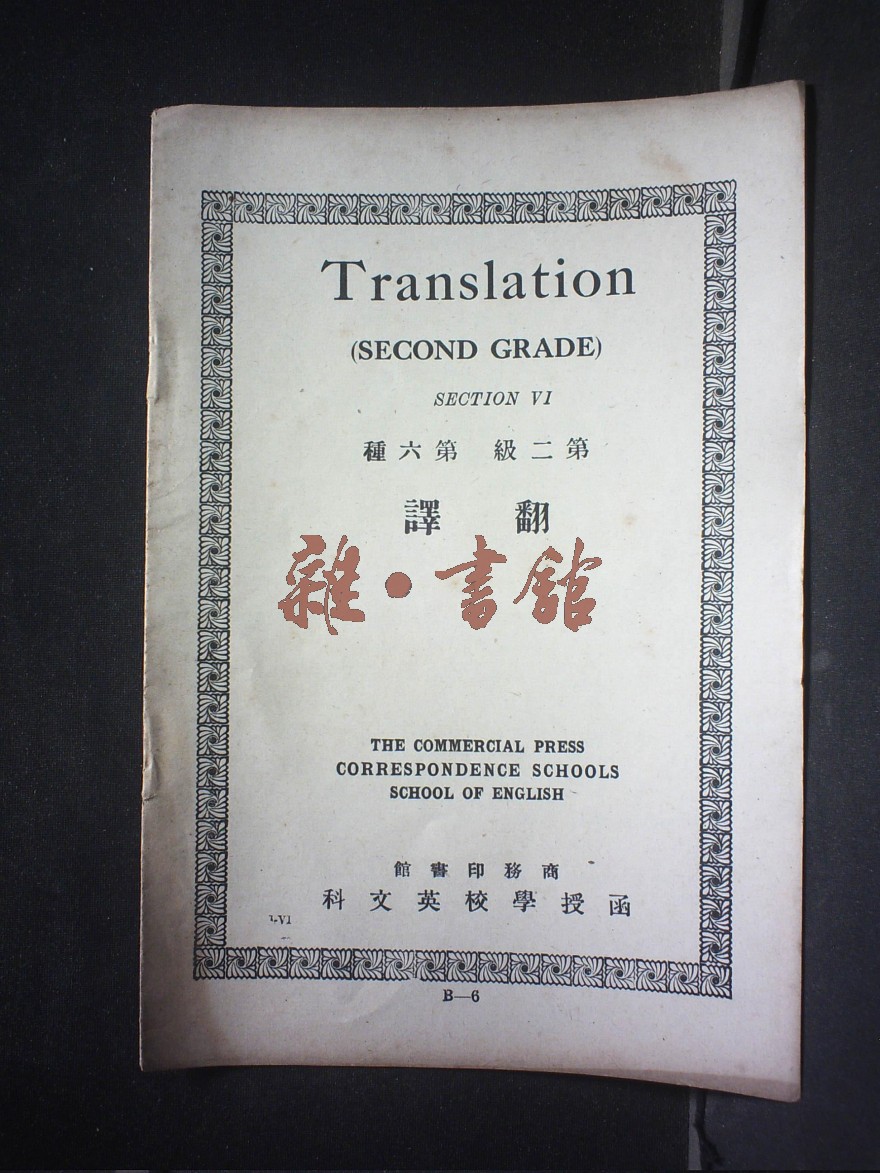 Translation
(SECOND GRADE)
SECTION VI
第二級 第六種
翻譯
雜•書館
THE COMMERCIAL PRESS
CORRESPONDENCE SCHOOLS
SCHOOL OF ENGLISH
商務印書館
函授學校英文科
B—6